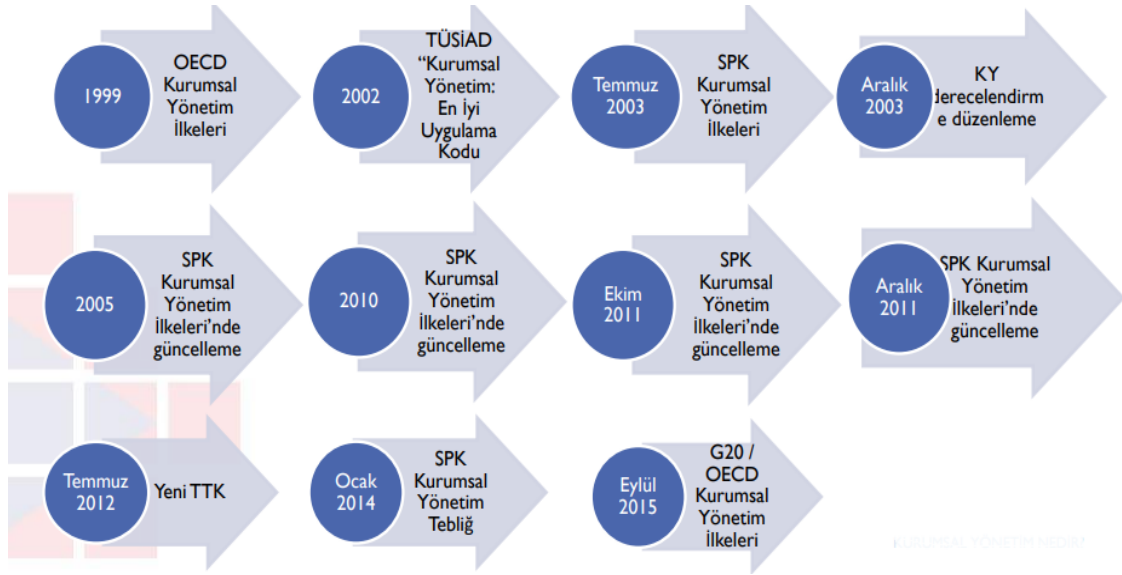 1999
OECD
Kurumsal
Yönetim
İlkeleri
2002
TÜSİAD
“Kurumsal
Yönetim:
En İyi
Uygulama
Kodu
Temmuz
2003
SPK
Kurumsal
Yönetim
İlkeleri
Aralık
2003
KY
derecelendirm
e düzenleme
2005
SPK
Kurumsal
Yönetim
İlkeleri’nde
güncelleme
2010
SPK
Kurumsal
Yönetim
İlkeleri’nde
güncelleme
Ekim
2011
SPK
Kurumsal
Yönetim
İlkeleri’nde
güncelleme
Aralık
2011
SPK Kurumsal
Yönetim
İlkeleri’nde
güncelleme
Temmuz
2012
Yeni TTK
Ocak
2014
SPK
Kurumsal
Yönetim
Tebliğ
Eylül
2015
G20 /
OECD
Kurumsal
Yönetim
İlkeleri
KURUMSAL YÖNETİM NEDİR?